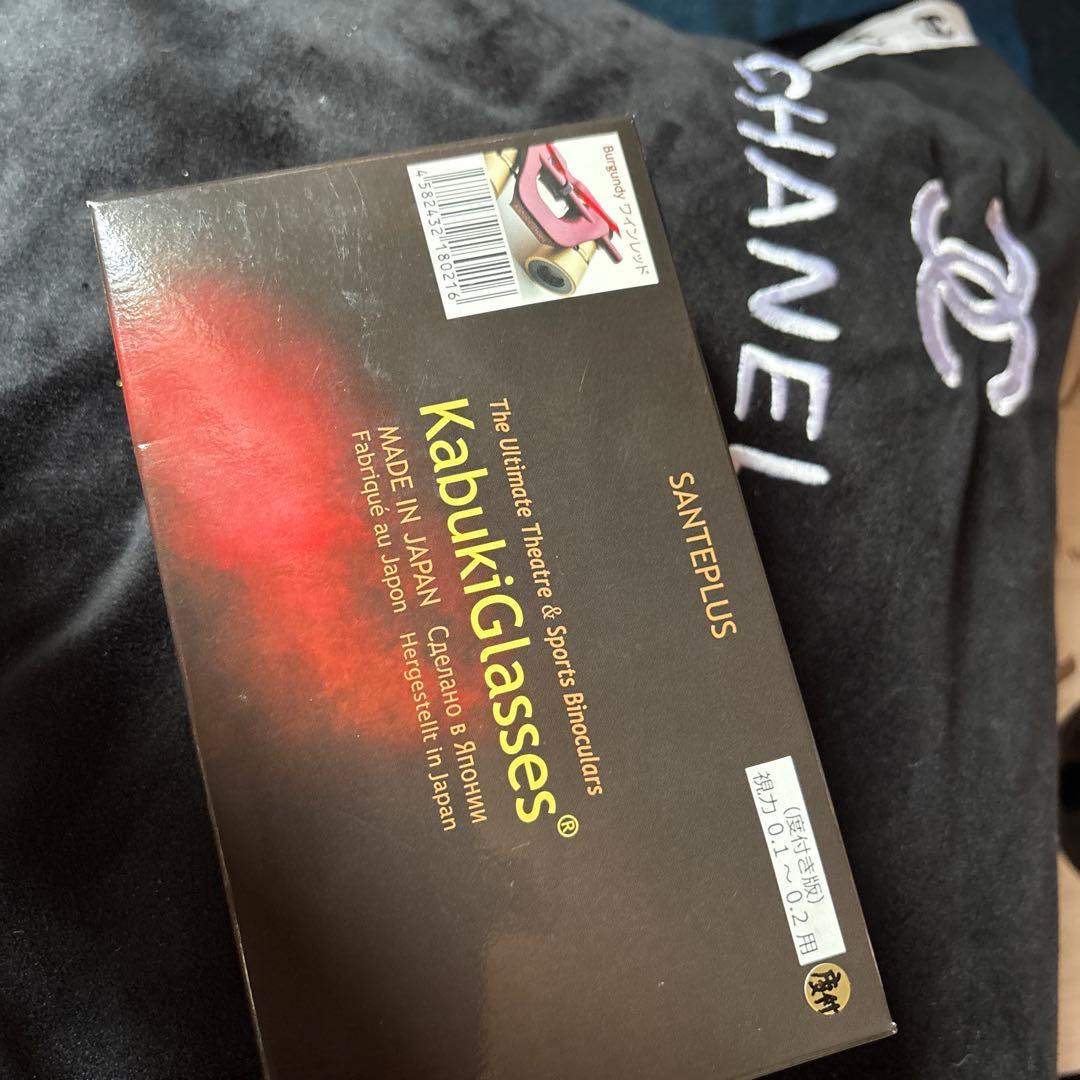 CHANEL
SANTEPLUS
The Ultimate Theatre & Sports Binoculars
KabukiGlasses®
MADE IN JAPAN Сделано в Японии
Fabriqué au Japon Hergestellt in Japan
Burgundy ワインレッド
4582432180216
(度付き版)
視力 0.1～0.2 用
度付